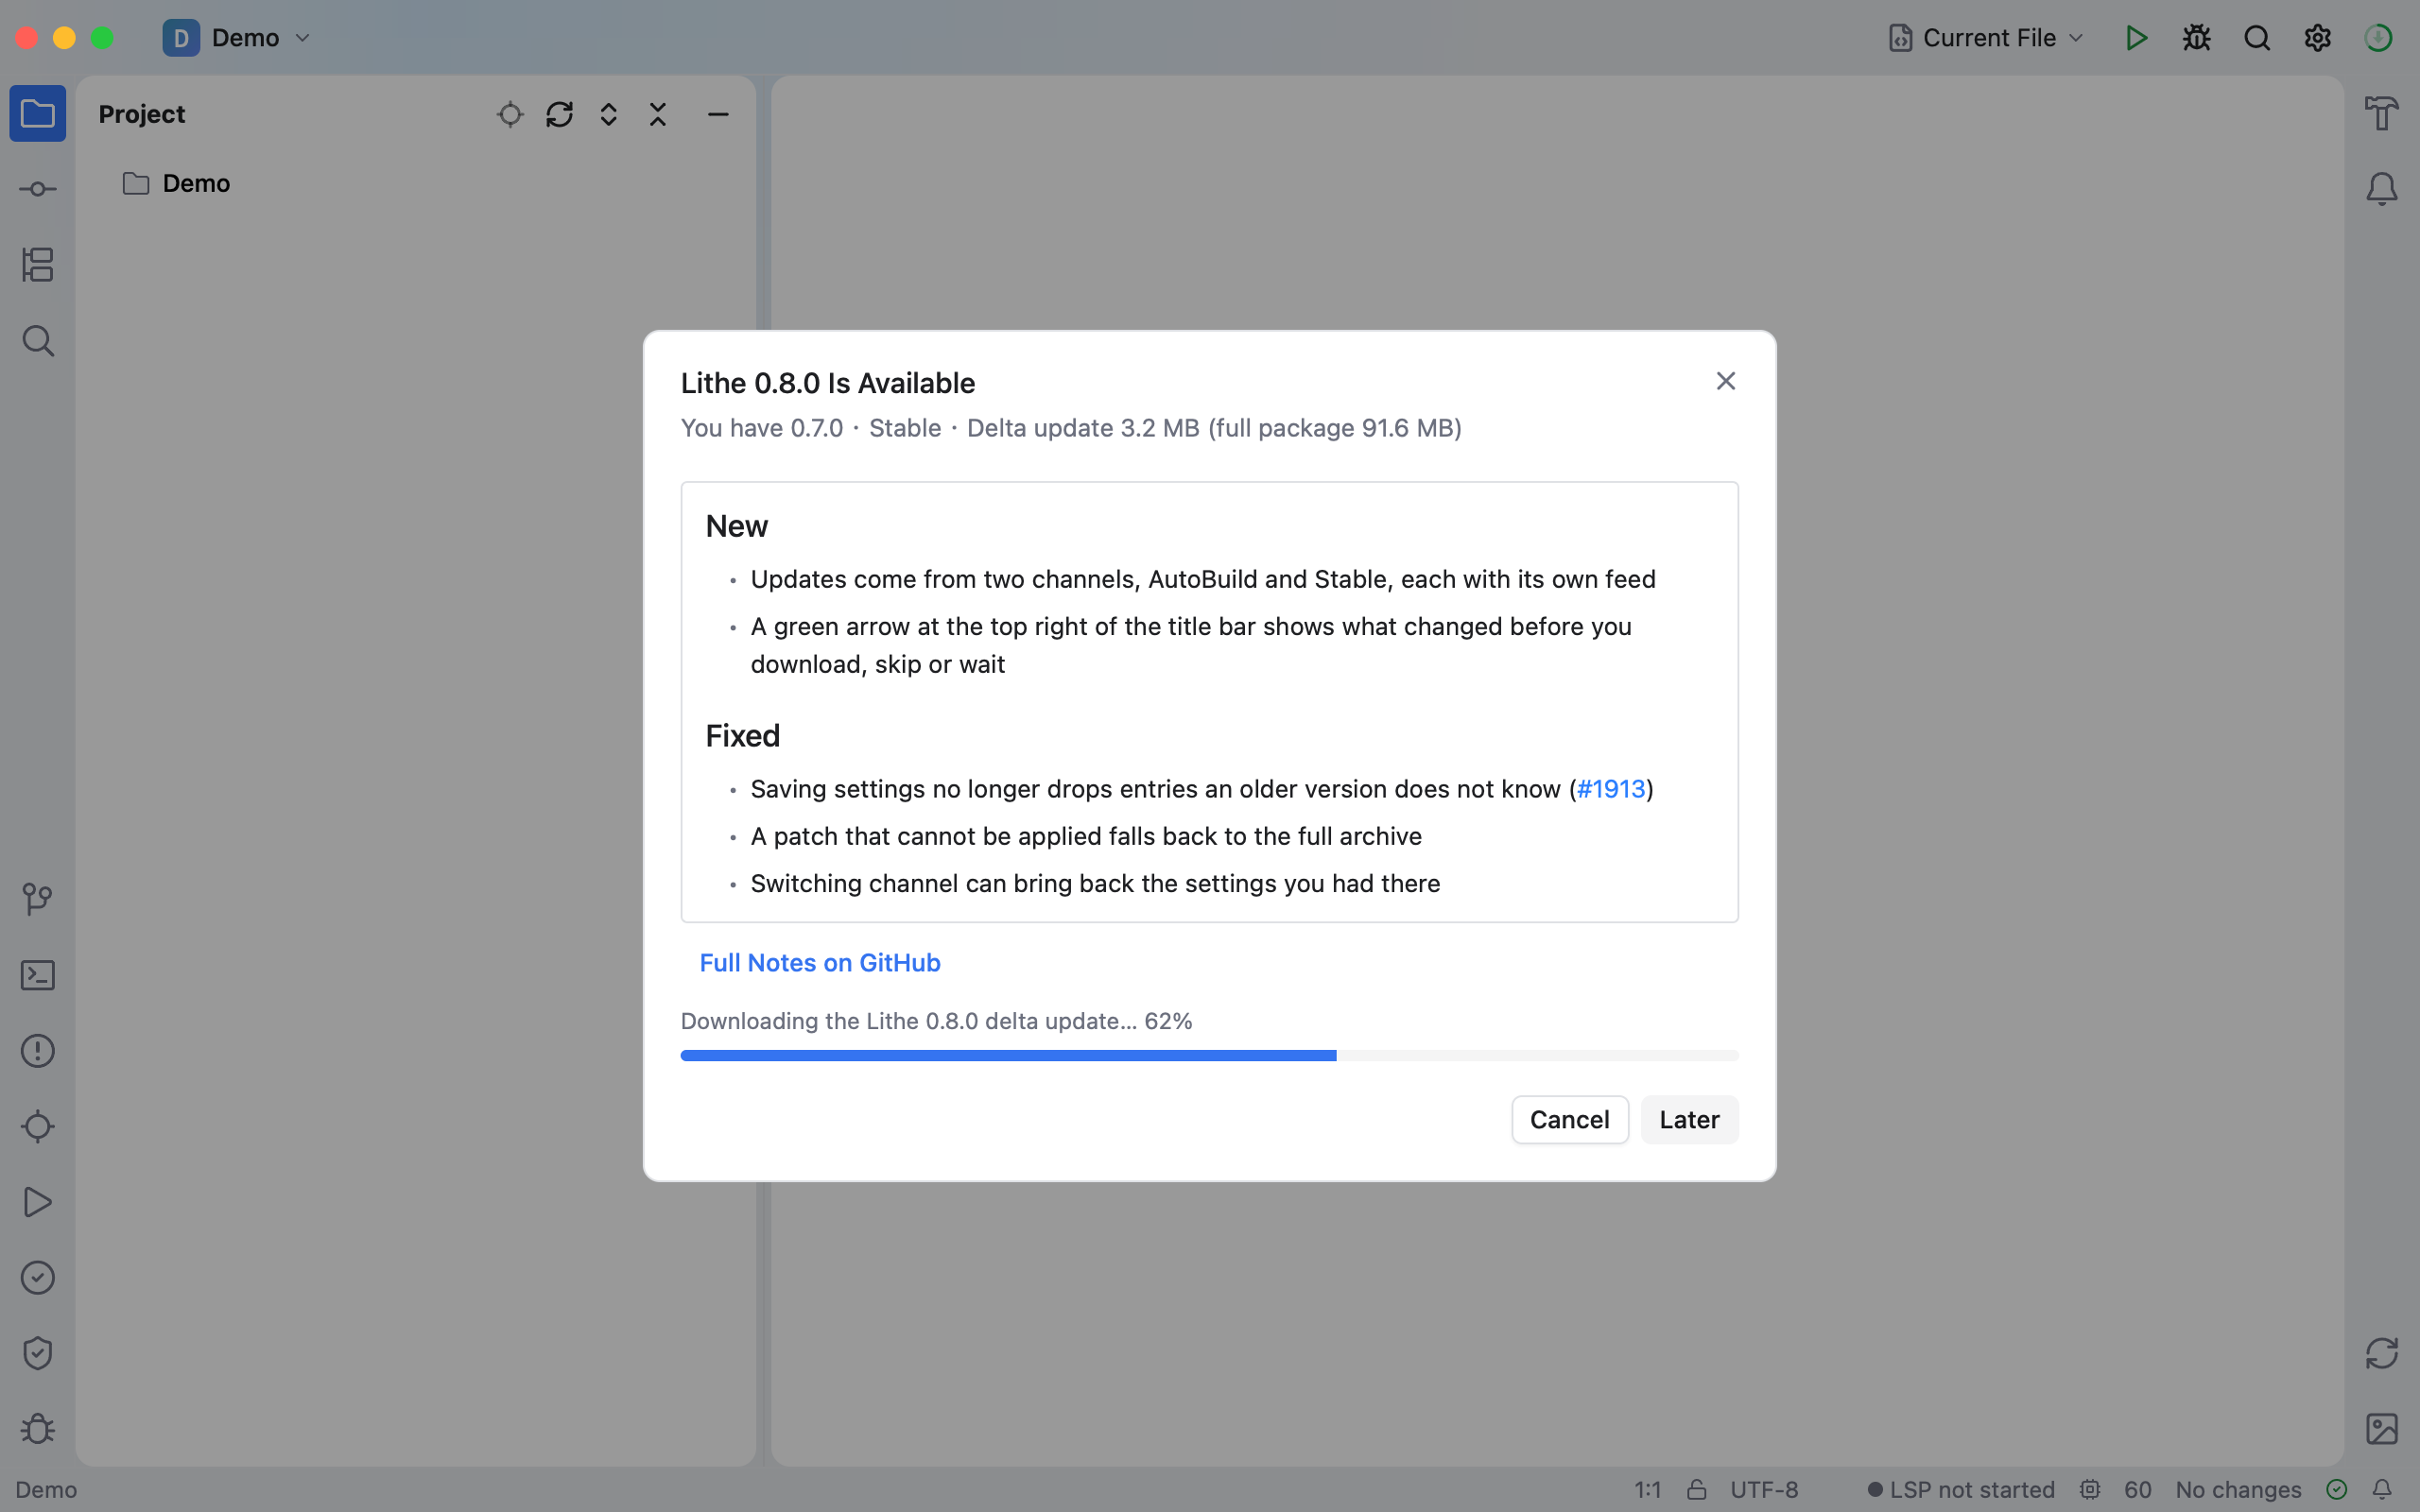 D Demo
Current File
Project
Demo
Lithe 0.8.0 Is Available
You have 0.7.0 · Stable · Delta update 3.2 MB (full package 91.6 MB)
New
• Updates come from two channels, AutoBuild and Stable, each with its own feed
• A green arrow at the top right of the title bar shows what changed before you
download, skip or wait
Fixed
• Saving settings no longer drops entries an older version does not know (#1913)
• A patch that cannot be applied falls back to the full archive
• Switching channel can bring back the settings you had there
Full Notes on GitHub
Downloading the Lithe 0.8.0 delta update... 62%
Cancel Later
Demo 1:1 UTF-8 LSP not started 60 No changes